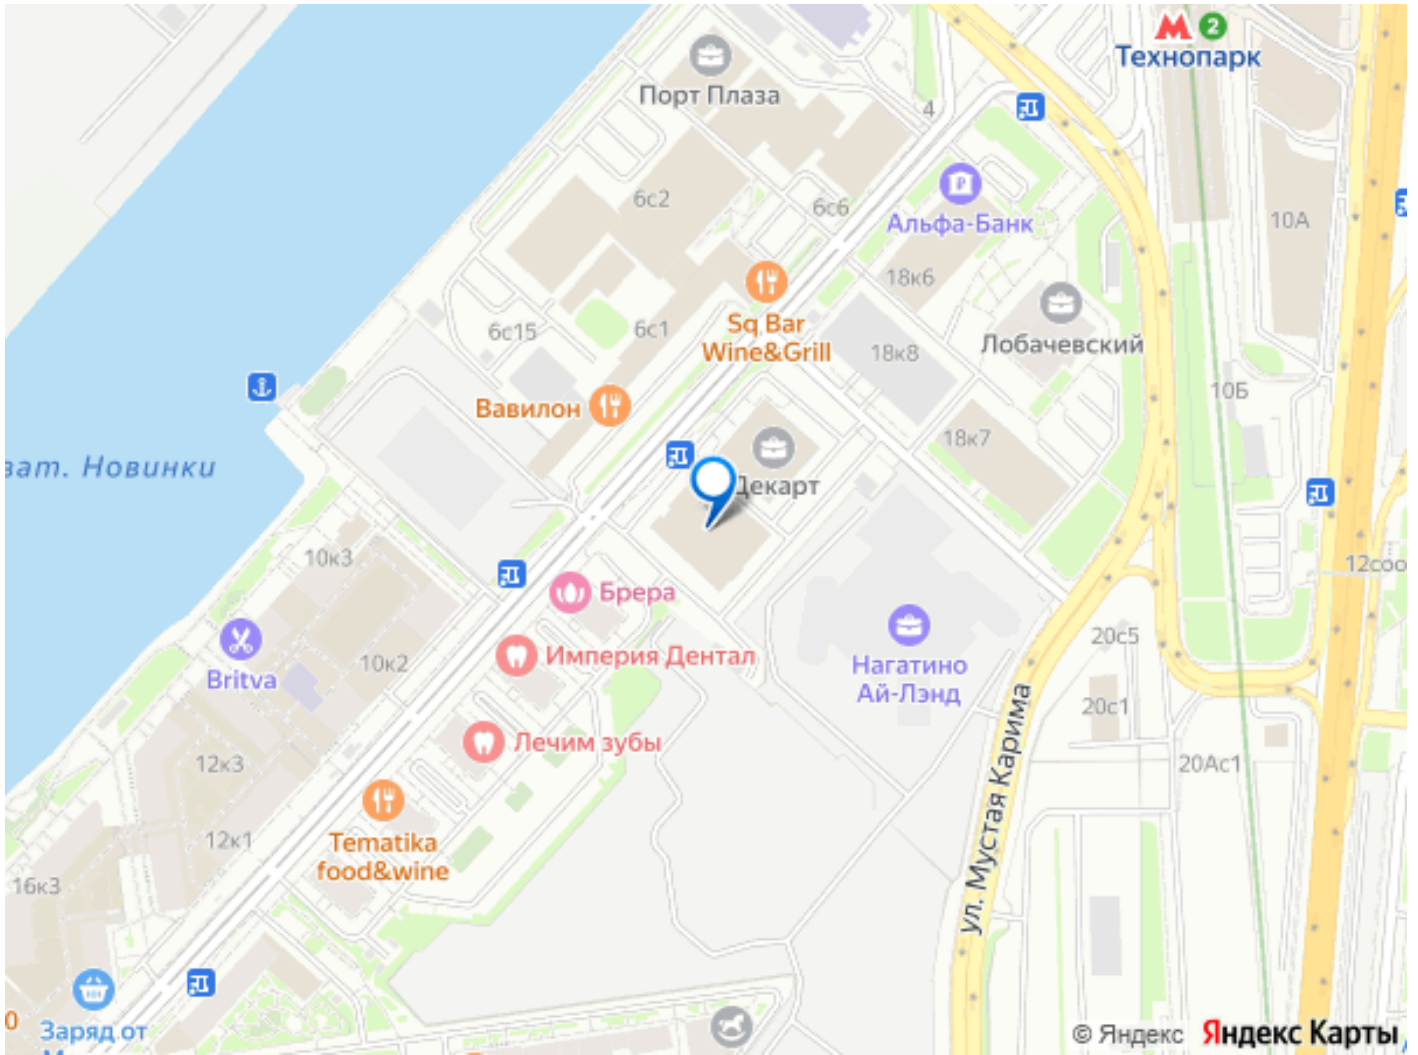 2
Технопарк
Порт Плаза
4
6с2
6с6
Альфа-Банк
10А
18к6
6с15
6с1
Sq Bar
Wine&Grill
18к8
Лобачевский
10Б
Вавилон
18к7
зат. Новинки
Декарт
10к3
12соо
Брера
20с5
Britva
10к2
Империя Дентал
Нагатино
Ай-Лэнд
20с1
ул. Мустая Карима
Лечим зубы
12к3
20Ас1
12к1
Tematika
food&wine
16к3
0
Заряд от
© Яндекс
Яндекс Карты